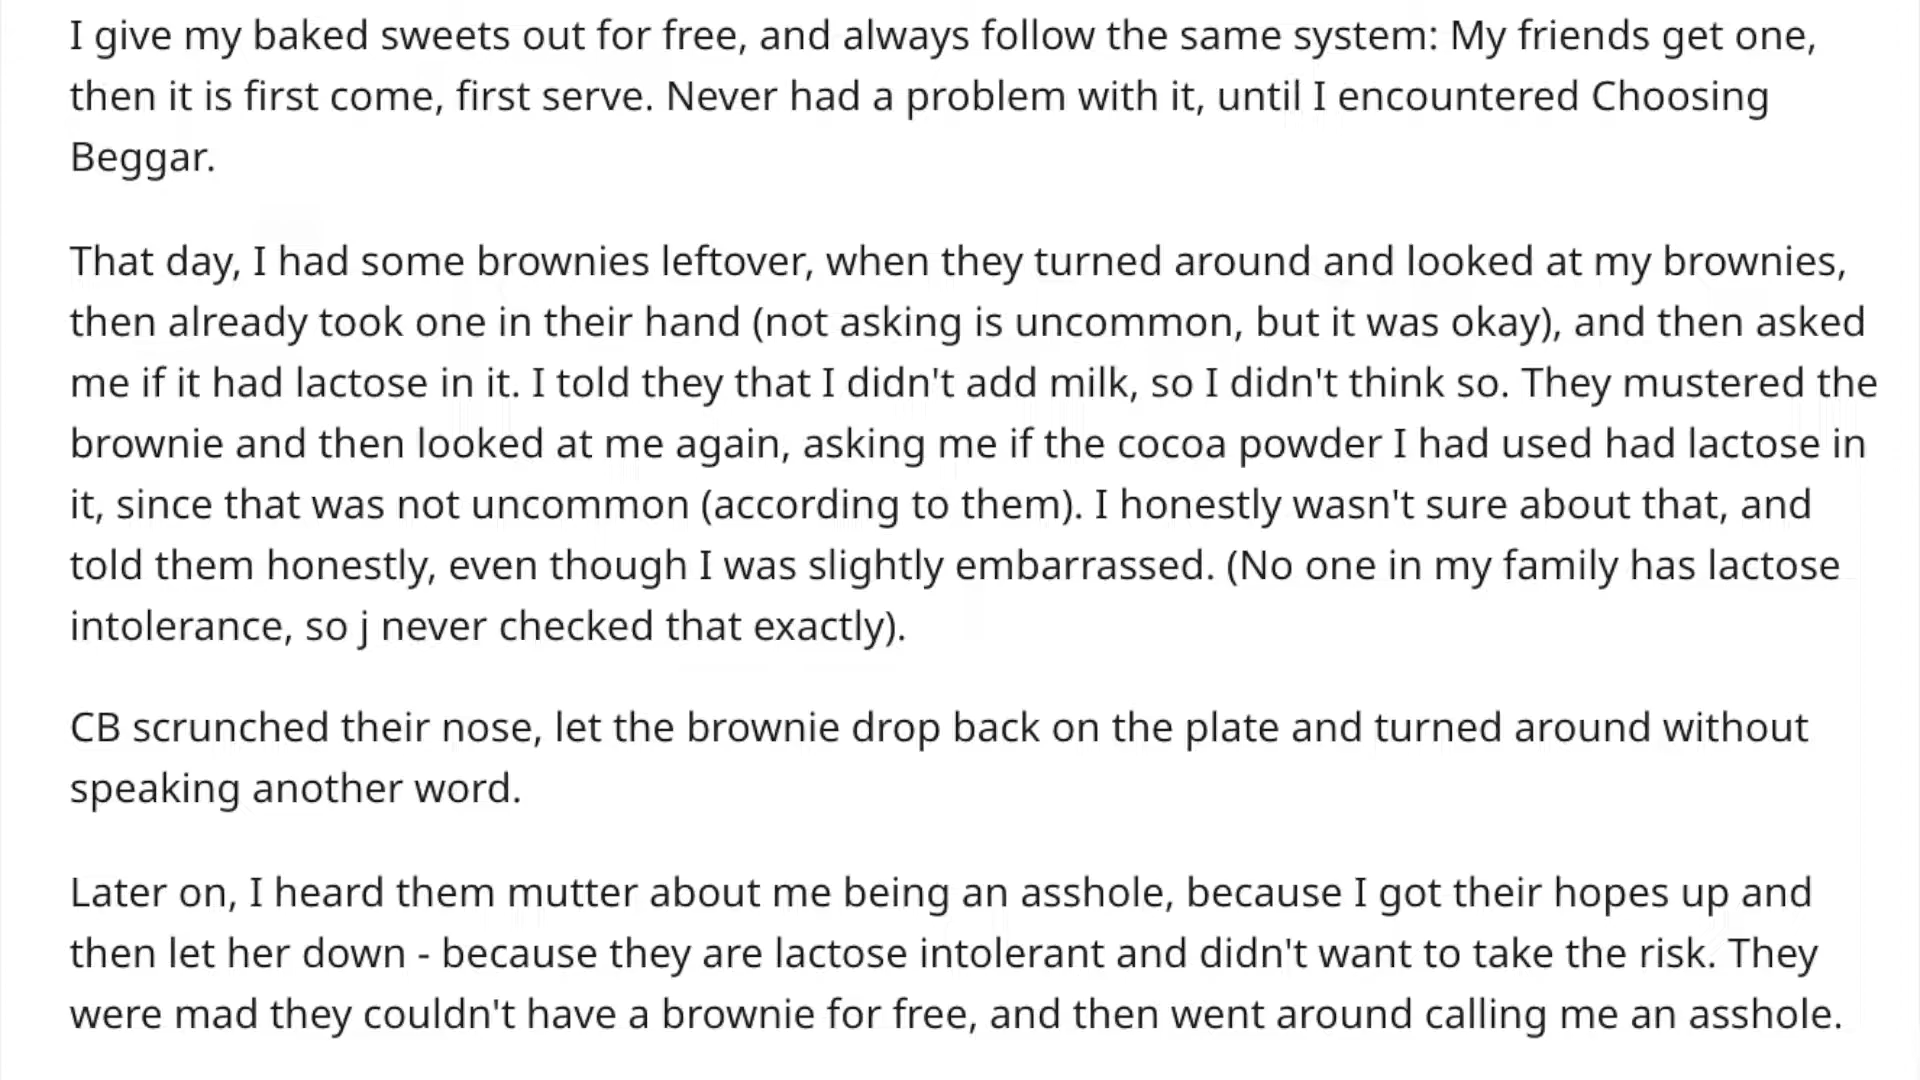 I give my baked sweets out for free, and always follow the same system: My friends get one,
then it is first come, first serve. Never had a problem with it, until I encountered Choosing
Beggar.
That day, I had some brownies leftover, when they turned around and looked at my brownies,
then already took one in their hand (not asking is uncommon, but it was okay), and then asked
me if it had lactose in it. I told they that I didn't add milk, so I didn't think so. They mustered the
brownie and then looked at me again, asking me if the cocoa powder I had used had lactose in
it, since that was not uncommon (according to them). I honestly wasn't sure about that, and
told them honestly, even though I was slightly embarrassed. (No one in my family has lactose
intolerance, so j never checked that exactly).
CB scrunched their nose, let the brownie drop back on the plate and turned around without
speaking another word.
Later on, I heard them mutter about me being an asshole, because I got their hopes up and
then let her down - because they are lactose intolerant and didn't want to take the risk. They
were mad they couldn't have a brownie for free, and then went around calling me an asshole.